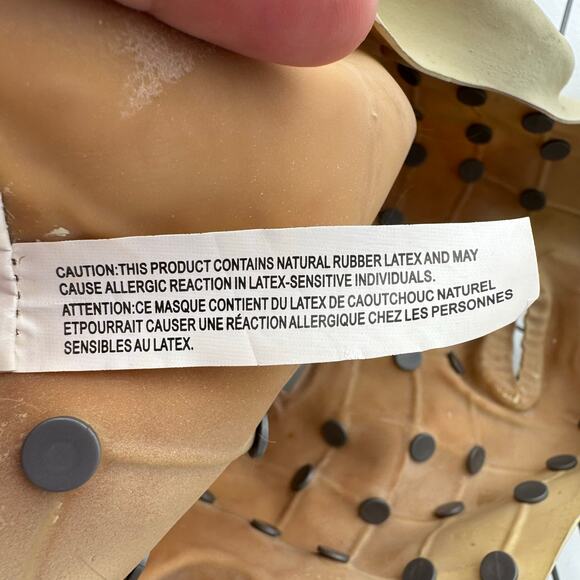 CAUTION:THIS PRODUCT CONTAINS NATURAL RUBBER LATEX AND MAY
CAUSE ALLERGIC REACTION IN LATEX-SENSITIVE INDIVIDUALS.
ATTENTION:CE MASQUE CONTIENT DU LATEX DE CAOUTCHOUC NATUREL
ETPOURRAIT CAUSER UNE RÉACTION ALLERGIQUE CHEZ LES PERSONNES
SENSIBLES AU LATEX.